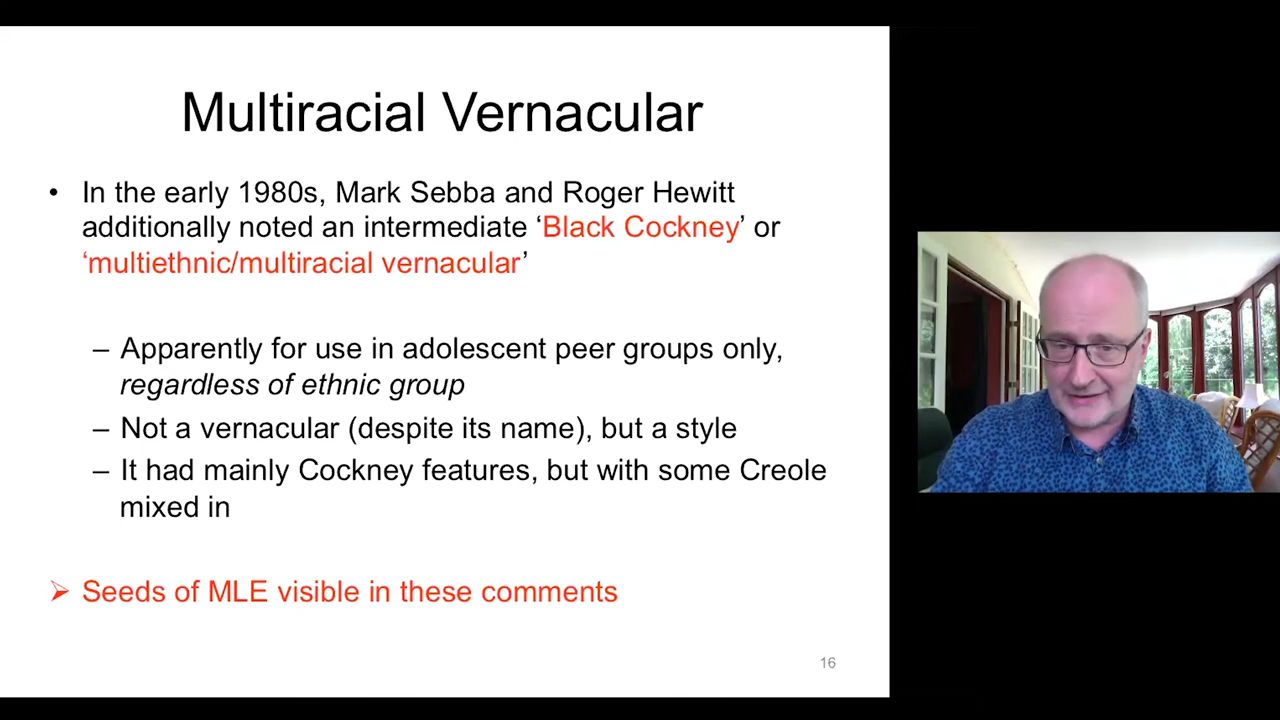 Multiracial Vernacular
• In the early 1980s, Mark Sebba and Roger Hewitt
additionally noted an intermediate ‘Black Cockney’ or
‘multiethnic/multiracial vernacular’
– Apparently for use in adolescent peer groups only,
regardless of ethnic group
– Not a vernacular (despite its name), but a style
– It had mainly Cockney features, but with some Creole
mixed in
➢ Seeds of MLE visible in these comments
16